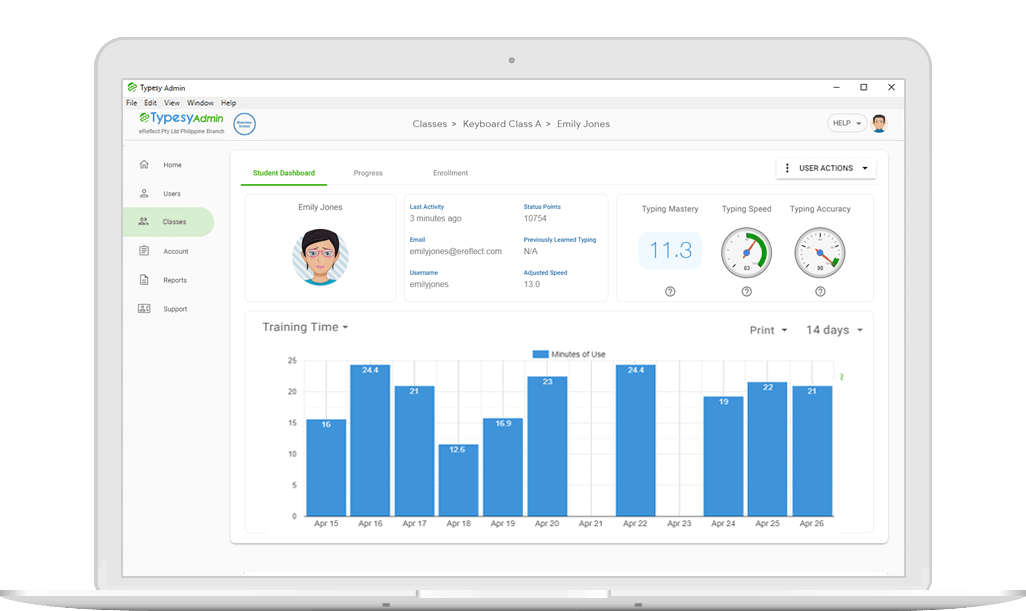 Typesy Admin
File Edit View Window Help
TypesyAdmin
eReflect Pty Ltd Philippine Branch
Classes > Keyboard Class A > Emily Jones
HELP
Home
Users
Classes
Account
Reports
Support
Student Dashboard Progress Enrollment
USER ACTIONS
Emily Jones
Last Activity
3 minutes ago
Email
emilyjones@ereflect.com
Username
emilyjones
Status Points
10754
Previously Learned Typing
N/A
Adjusted Speed
13.0
Typing Mastery Typing Speed Typing Accuracy
11.3
63
98
Training Time
Print 14 days
Minutes of Use
25
20
15
10
5
0
16 24.4 21 12.6 16.9 23 24.4 19 22 21
Apr 15 Apr 16 Apr 17 Apr 18 Apr 19 Apr 20 Apr 21 Apr 22 Apr 23 Apr 24 Apr 25 Apr 26